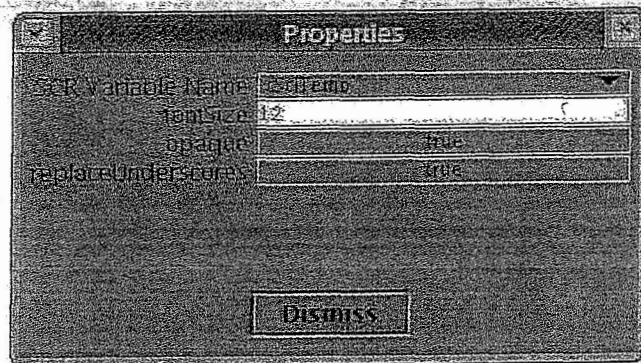 Properties
SCR Variable Name
fontSize 12
opaque true
replaceUnderscores true
Dismiss